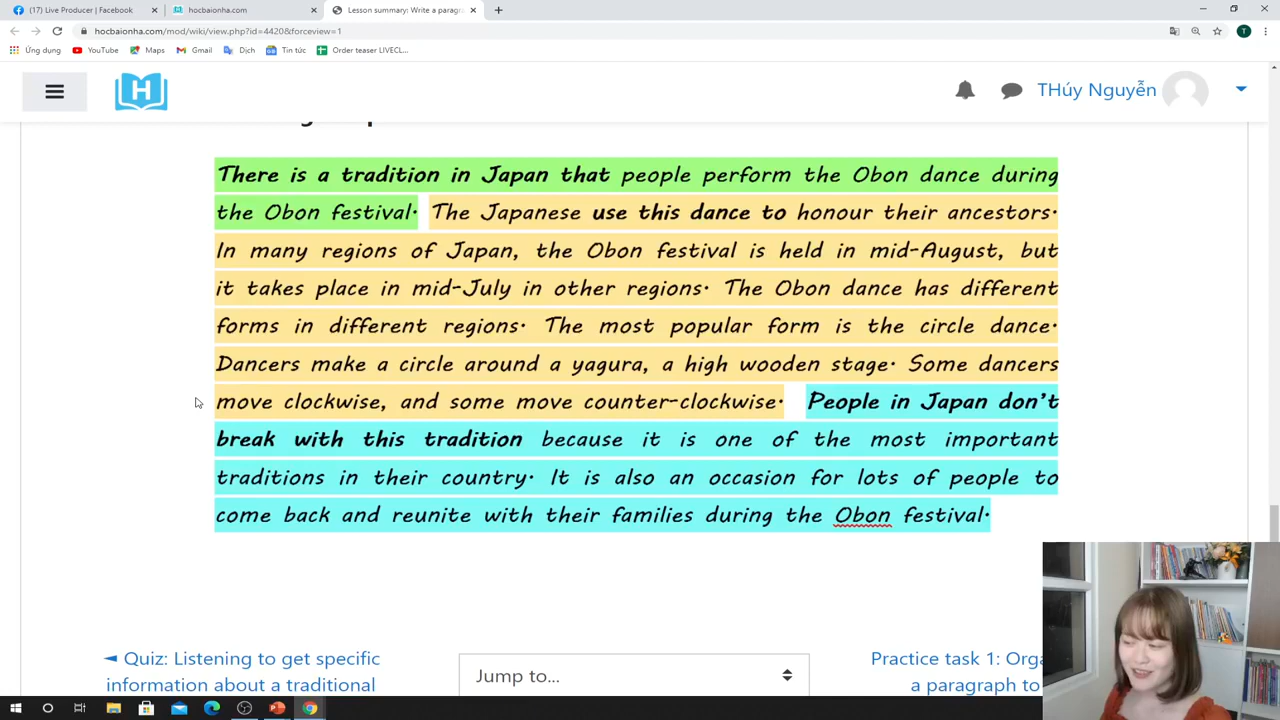 (17) Live Producer | Facebook
hocbaionha.com
Lesson summary: Write a paragr
hocbaionha.com/mod/wiki/view.php?id=4420&forceview=1
T
Ứng dụng
YouTube
Maps
Gmail
Dịch
Tin tức
Order teaser LIVECL...
H
THúy Nguyễn
There is a tradition in Japan that people perform the Obon dance during
the Obon festival. The Japanese use this dance to honour their ancestors.
In many regions of Japan, the Obon festival is held in mid-August, but
it takes place in mid-July in other regions. The Obon dance has different
forms in different regions. The most popular form is the circle dance.
Dancers make a circle around a yagura, a high wooden stage. Some dancers
move clockwise, and some move counter-clockwise. People in Japan don't
break with this tradition because it is one of the most important
traditions in their country. It is also an occasion for lots of people to
come back and reunite with their families during the Obon festival.
◄ Quiz: Listening to get specific
information about a traditional
Jump to...
Practice task 1: Org
a paragraph to